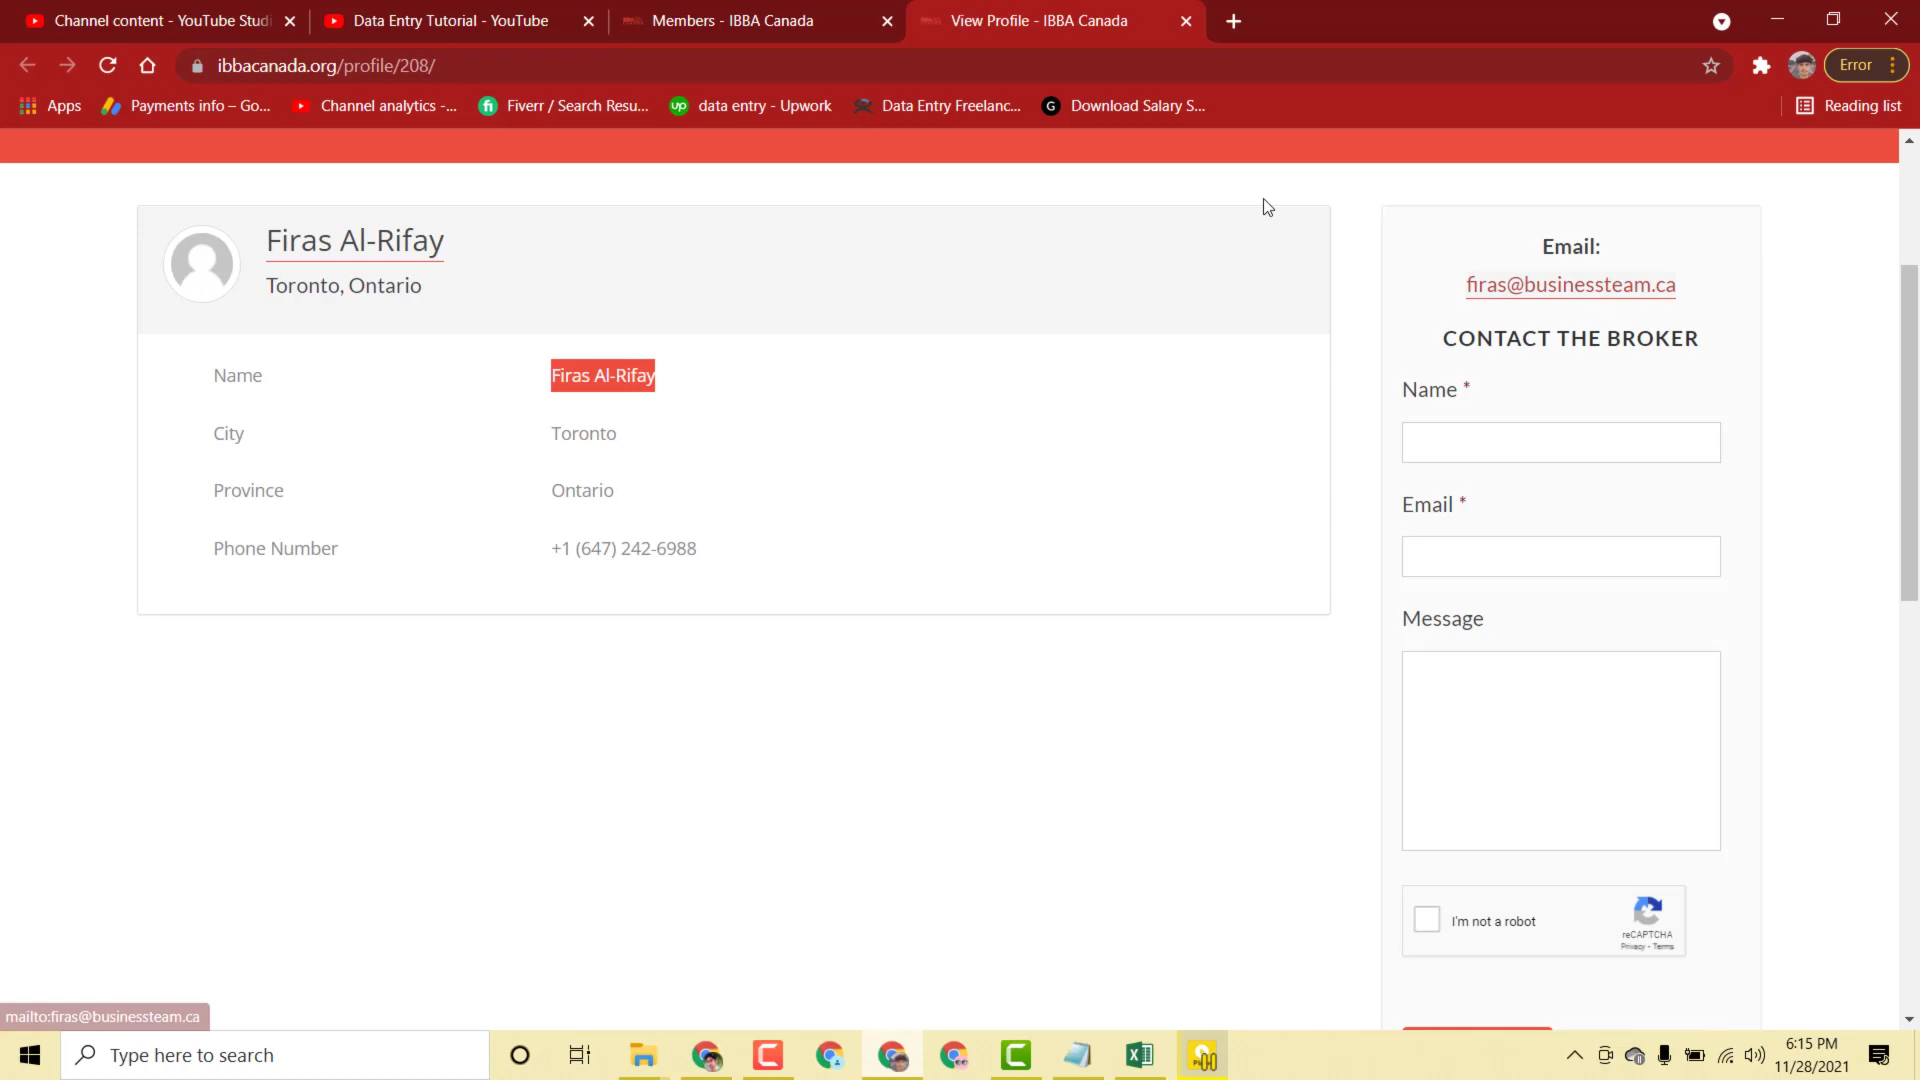 Channel content - YouTube Studi
Data Entry Tutorial - YouTube
Members - IBBA Canada
View Profile - IBBA Canada
ibbacanada.org/profile/208/
Error
Apps
Payments info – Go...
Channel analytics -...
Fiverr / Search Resu...
data entry - Upwork
Data Entry Freelanc...
Download Salary S...
Reading list
Firas Al-Rifay
Toronto, Ontario
Name Firas Al-Rifay
City Toronto
Province Ontario
Phone Number +1 (647) 242-6988
Email:
firas@businessteam.ca
CONTACT THE BROKER
Name *
Email *
Message
I'm not a robot
reCAPTCHA
Privacy - Terms
mailto:firas@businessteam.ca
Type here to search
6:15 PM
11/28/2021